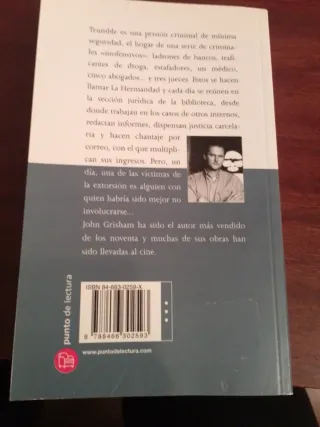 Trumble es una prisión criminal de mínima
seguridad, el hogar de una serie de crimina-
les «inofensivos»: ladrones de bancos, trafi-
cantes de droga, estafadores, un médico,
cinco abogados... y tres jueces. Estos se hacen
llamar La Hermandad y cada día se reúnen en
la sección jurídica de la biblioteca, desde
donde trabajan en los casos de otros internos,
redactan informes, dispensan justicia carcela-
ria y hacen chantaje por
correo, con el que multipli-
can sus ingresos. Pero, un
día, una de las víctimas de
la extorsión es alguien con
quien habría sido mejor no
involucrarse...
John Grisham ha sido el autor más vendido
de los noventa y muchas de sus obras han
sido llevadas al cine.
ISBN 84-663-0259-X
9 788466 302593
punto de lectura
www.puntodelectura.com